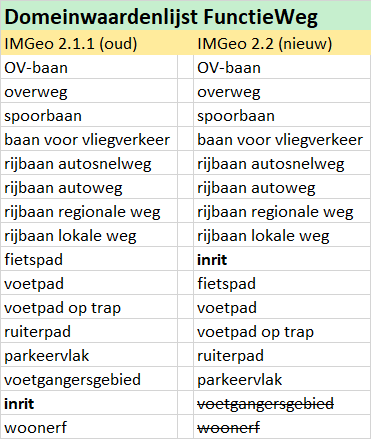 Domeinwaardenlijst FunctieWeg
IMGeo 2.1.1 (oud) IMGeo 2.2 (nieuw)
OV-baan OV-baan
overweg overweg
spoorbaan spoorbaan
baan voor vliegverkeer baan voor vliegverkeer
rijbaan autosnelweg rijbaan autosnelweg
rijbaan autoweg rijbaan autoweg
rijbaan regionale weg rijbaan regionale weg
rijbaan lokale weg rijbaan lokale weg
fietspad inrit
voetpad fietspad
voetpad op trap voetpad
ruiterpad voetpad op trap
parkeervlak ruiterpad
voetgangersgebied parkeervlak
inrit voetgangersgebied
woonerf woonerf